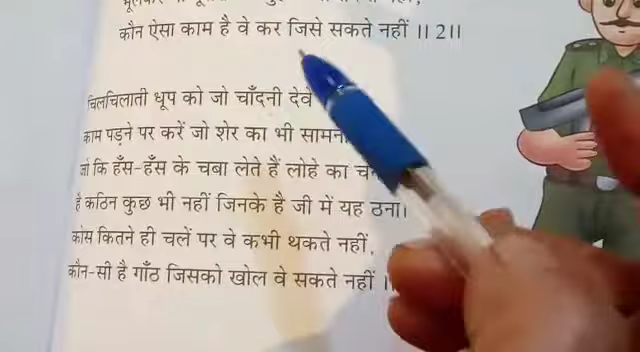 कौन ऐसा काम है वे कर जिसे सकते नहीं ।। 2।।
चिलचिलाती धूप को जो चाँदनी देवें
काम पड़ने पर करें जो शेर का भी सामना
जो कि हँस-हँस के चबा लेते हैं लोहे का
है कठिन कुछ भी नहीं जिनके है जी में यह ठना।
कोस कितने ही चलें पर वे कभी थकते नहीं,
कौन-सी है गाँठ जिसको खोल वे सकते नहीं ।